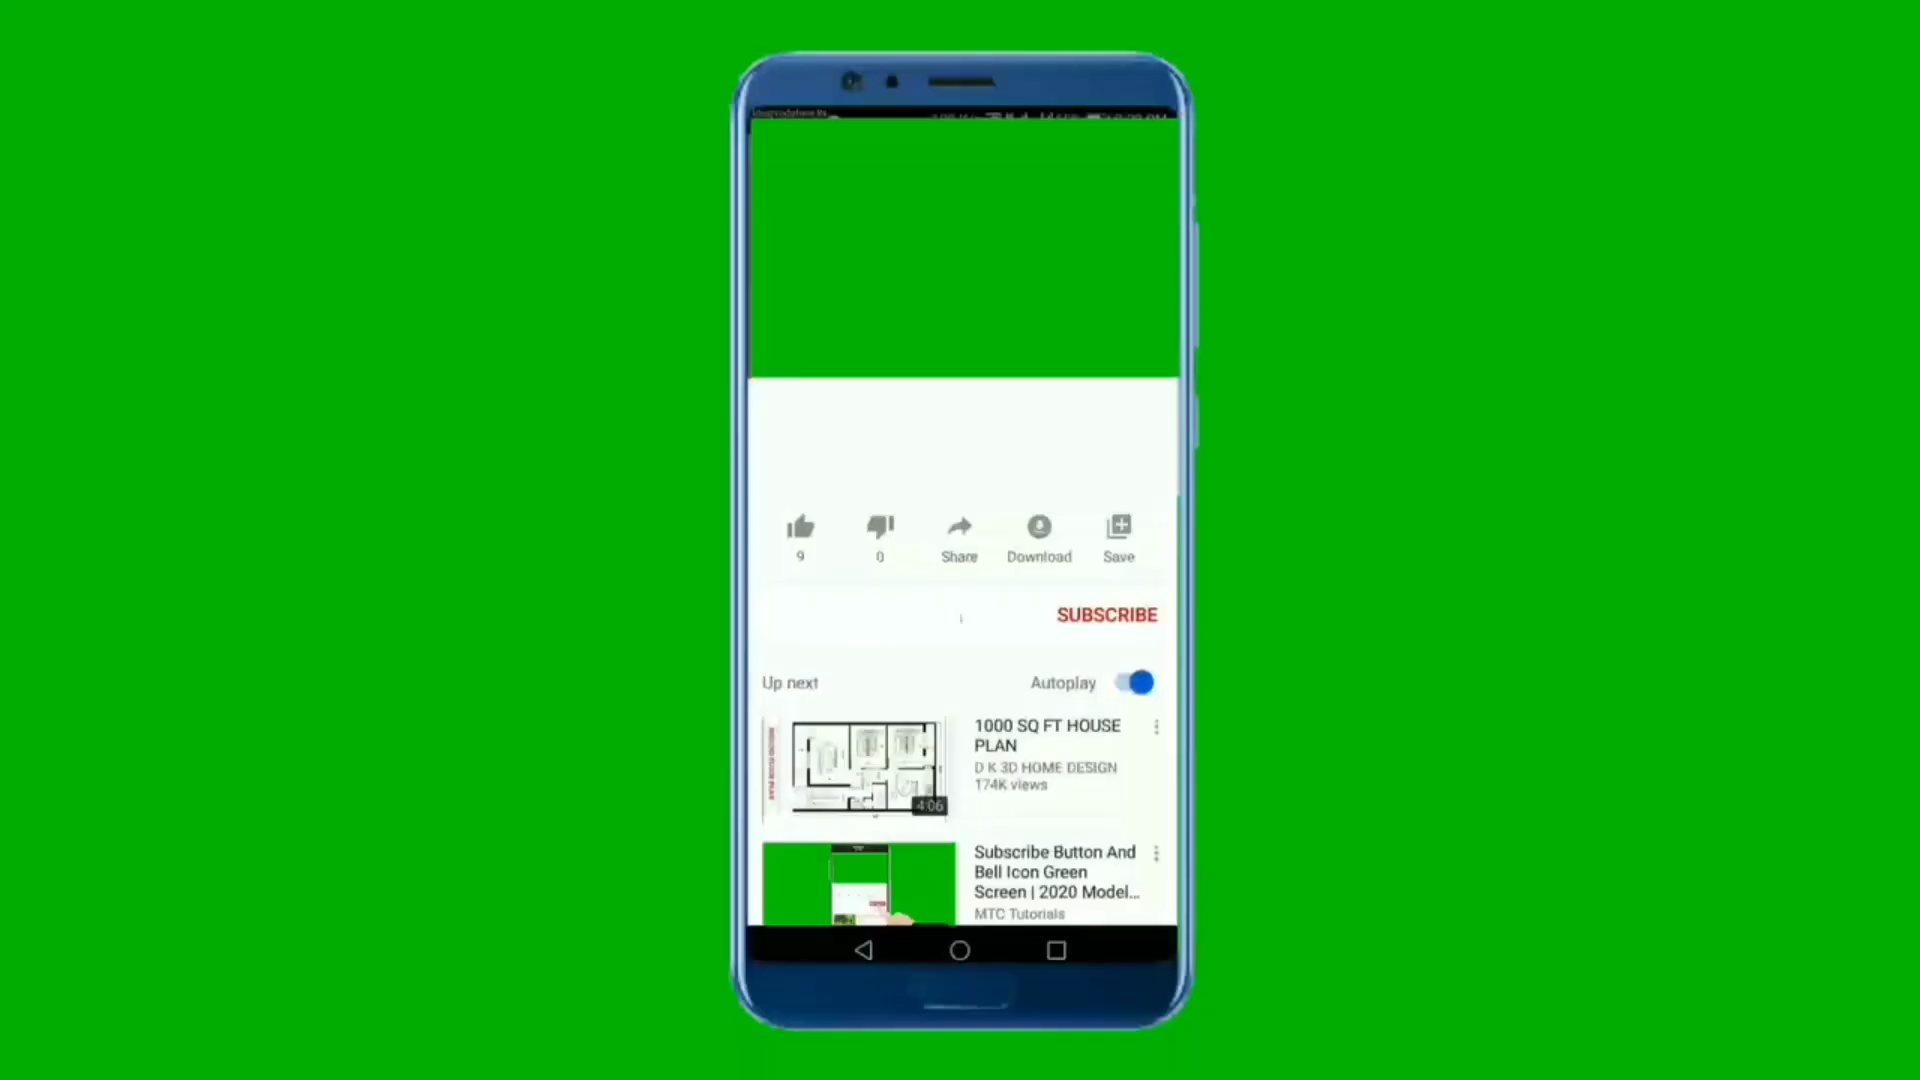 9
0
Share
Download
Save
SUBSCRIBE
Up next
Autoplay
1000 SQ FT HOUSE
PLAN
D K 3D HOME DESIGN
174K views
4:06
Subscribe Button And
Bell Icon Green
Screen | 2020 Model...
MTC Tutorials